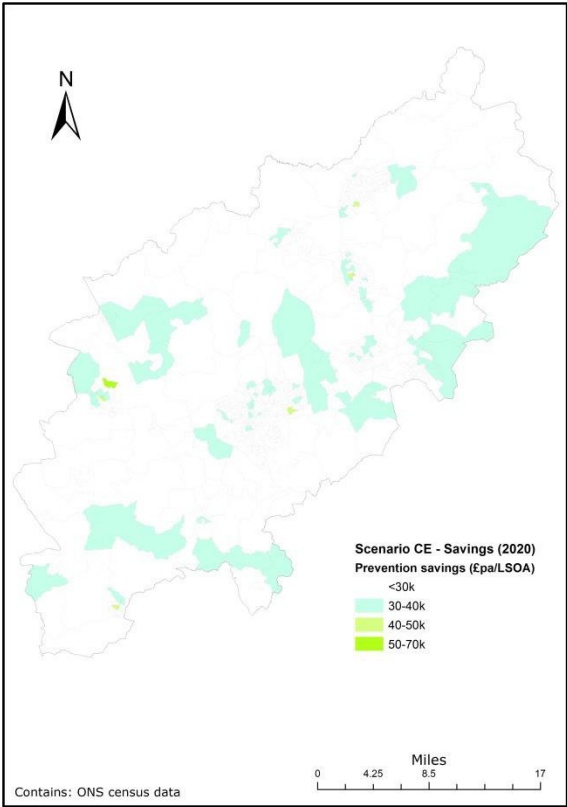 N
Scenario CE - Savings (2020)
Prevention savings (£pa/LSOA)
<30k
30-40k
40-50k
50-70k
Miles
0 4.25 8.5 17
Contains: ONS census data